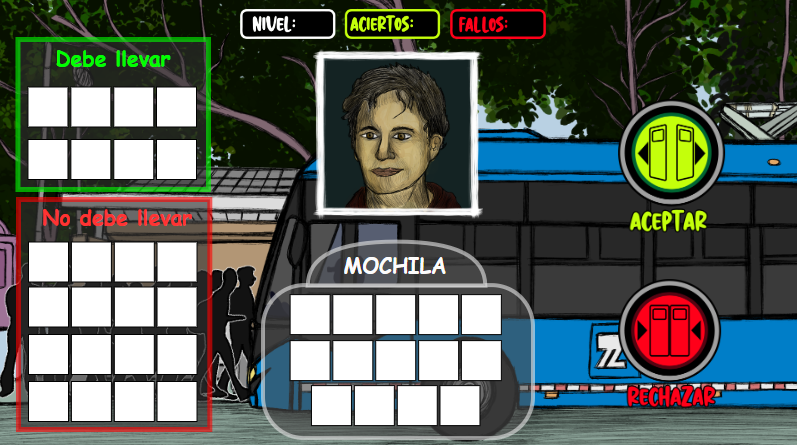 NIVEL:
ACIERTOS:
FALLOS:
Debe llevar
No debe llevar
MOCHILA
ACEPTAR
RECHAZAR